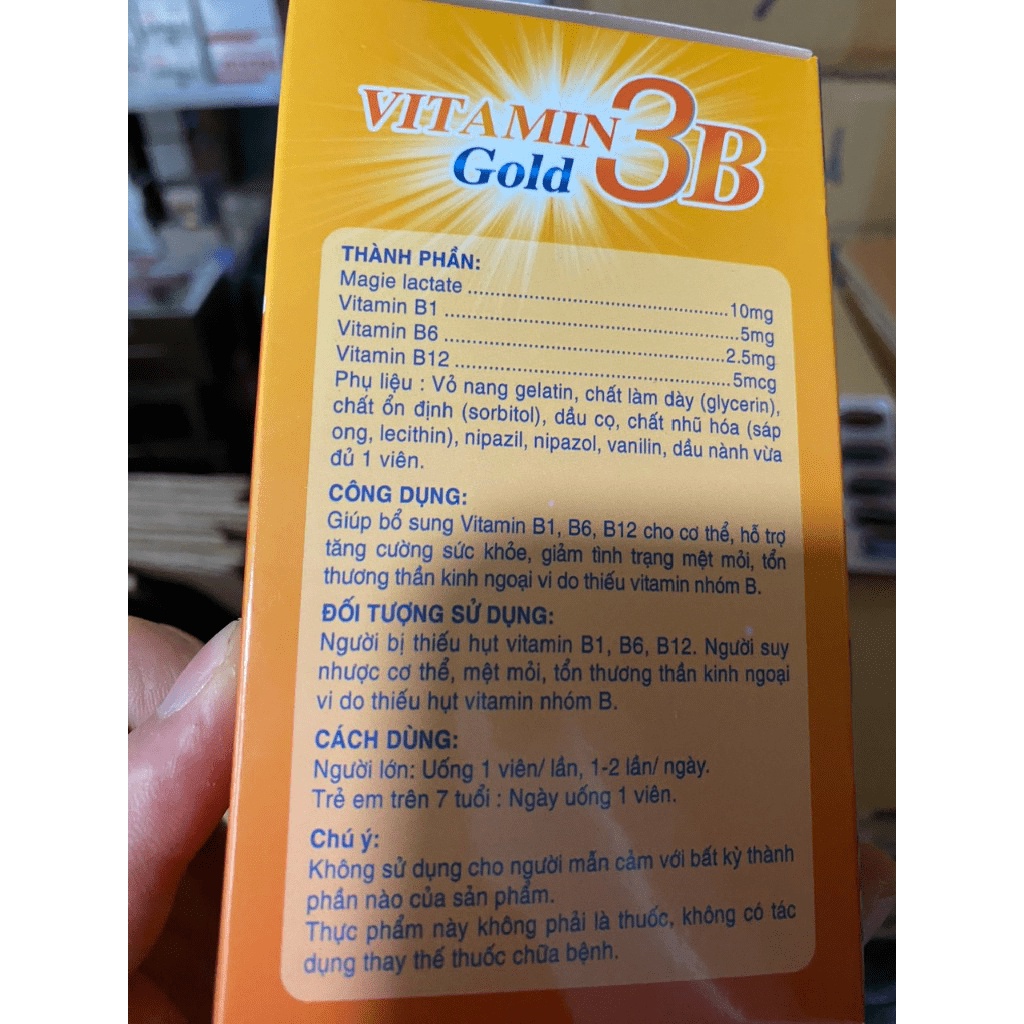 VITAMIN 3B
Gold
THÀNH PHẦN:
Magie lactate ........................................................10mg
Vitamin B1 ...........................................................5mg
Vitamin B6 ........................................................2.5mg
Vitamin B12 ........................................................5mcg
Phụ liệu : Vỏ nang gelatin, chất làm dày (glycerin),
chất ổn định (sorbitol), dầu cọ, chất nhũ hóa (sáp
ong, lecithin), nipazil, nipazol, vanilin, dầu nành vừa
đủ 1 viên.
CÔNG DỤNG:
Giúp bổ sung Vitamin B1, B6, B12 cho cơ thể, hỗ trợ
tăng cường sức khỏe, giảm tình trạng mệt mỏi, tổn
thương thần kinh ngoại vi do thiếu vitamin nhóm B.
ĐỐI TƯỢNG SỬ DỤNG:
Người bị thiếu hụt vitamin B1, B6, B12. Người suy
nhược cơ thể, mệt mỏi, tổn thương thần kinh ngoại
vi do thiếu hụt vitamin nhóm B.
CÁCH DÙNG:
Người lớn: Uống 1 viên/ lần, 1-2 lần/ ngày.
Trẻ em trên 7 tuổi : Ngày uống 1 viên.
Chú ý:
Không sử dụng cho người mẫn cảm với bất kỳ thành
phần nào của sản phẩm.
Thực phẩm này không phải là thuốc, không có tác
dụng thay thế thuốc chữa bệnh.